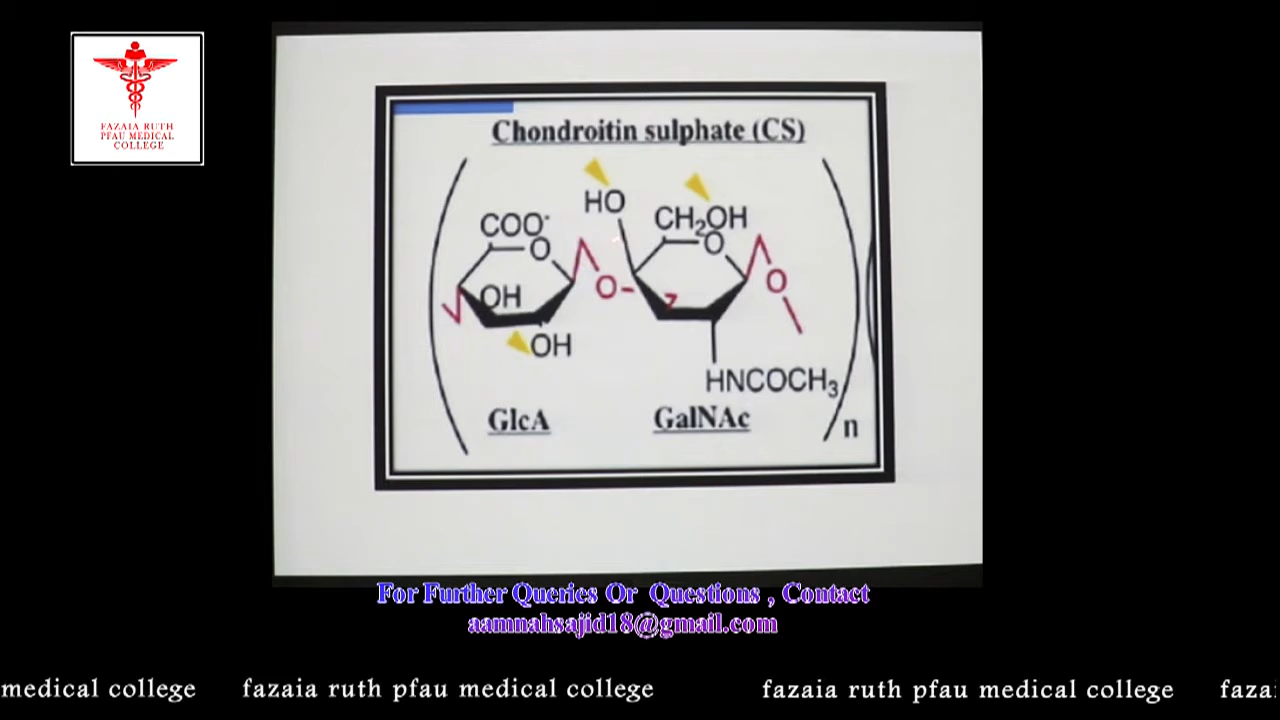 FAZAIA RUTH
PFAU MEDICAL
COLLEGE
Chondroitin sulphate (CS)
HO
COO-
CH2OH
O
O
OH
O
O
OH
HNCOCH3
GlcA
GalNAc
n
For Further Queries Or Questions , Contact
aamnahsajid18@gmail.com
medical college fazaia ruth pfau medical college fazaia ruth pfau medical college faza